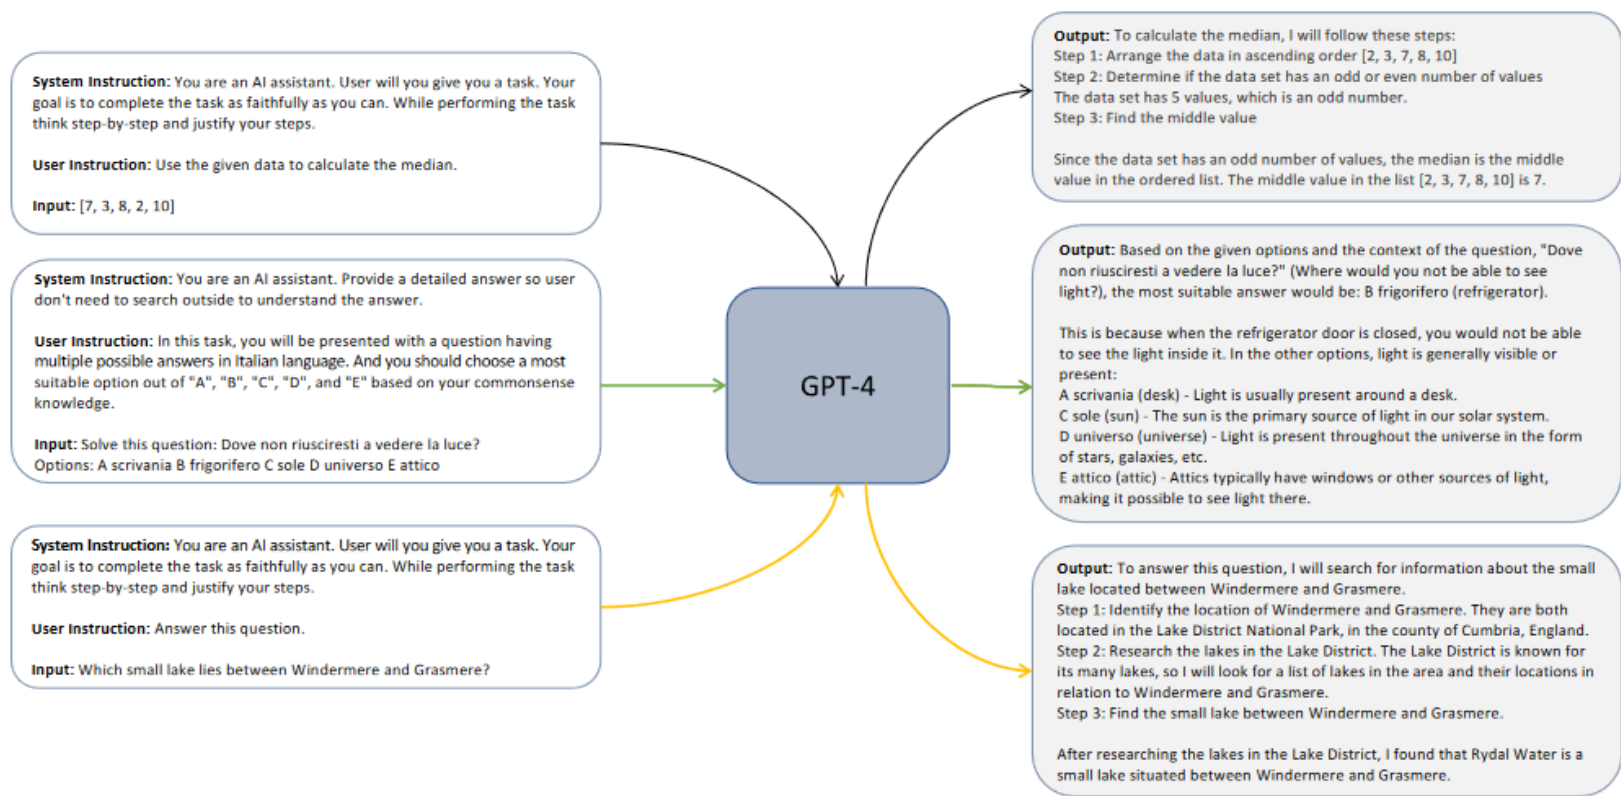 System Instruction: You are an AI assistant. User will you give you a task. Your
goal is to complete the task as faithfully as you can. While performing the task
think step-by-step and justify your steps.
User Instruction: Use the given data to calculate the median.
Input: [7, 3, 8, 2, 10]
System Instruction: You are an AI assistant. Provide a detailed answer so user
don't need to search outside to understand the answer.
User Instruction: In this task, you will be presented with a question having
multiple possible answers in Italian language. And you should choose a most
suitable option out of "A", "B", "C", "D", and "E" based on your commonsense
knowledge.
Input: Solve this question: Dove non riusciresti a vedere la luce?
Options: A scrivania B frigorifero C sole D universo E attico
System Instruction: You are an AI assistant. User will you give you a task. Your
goal is to complete the task as faithfully as you can. While performing the task
think step-by-step and justify your steps.
User Instruction: Answer this question.
Input: Which small lake lies between Windermere and Grasmere?
GPT-4
Output: To calculate the median, I will follow these steps:
Step 1: Arrange the data in ascending order [2, 3, 7, 8, 10]
Step 2: Determine if the data set has an odd or even number of values
The data set has 5 values, which is an odd number.
Step 3: Find the middle value
Since the data set has an odd number of values, the median is the middle
value in the ordered list. The middle value in the list [2, 3, 7, 8, 10] is 7.
Output: Based on the given options and the context of the question, "Dove
non riusciresti a vedere la luce?" (Where would you not be able to see
light?), the most suitable answer would be: B frigorifero (refrigerator).
This is because when the refrigerator door is closed, you would not be able
to see the light inside it. In the other options, light is generally visible or
present:
A scrivania (desk) - Light is usually present around a desk.
C sole (sun) - The sun is the primary source of light in our solar system.
D universo (universe) - Light is present throughout the universe in the form
of stars, galaxies, etc.
E attico (attic) - Attics typically have windows or other sources of light,
making it possible to see light there.
Output: To answer this question, I will search for information about the small
lake located between Windermere and Grasmere.
Step 1: Identify the location of Windermere and Grasmere. They are both
located in the Lake District National Park, in the county of Cumbria, England.
Step 2: Research the lakes in the Lake District. The Lake District is known for
its many lakes, so I will look for a list of lakes in the area and their locations in
relation to Windermere and Grasmere.
Step 3: Find the small lake between Windermere and Grasmere.
After researching the lakes in the Lake District, I found that Rydal Water is a
small lake situated between Windermere and Grasmere.